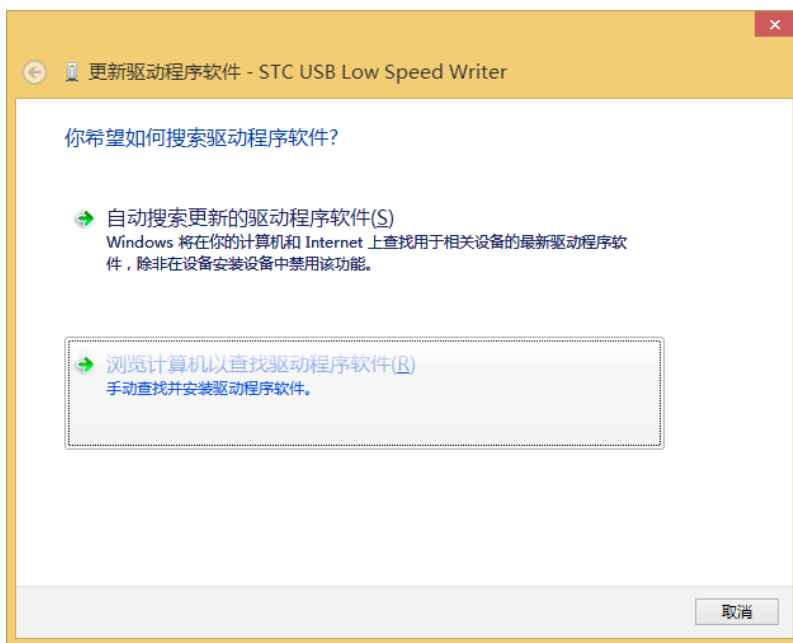 更新驱动程序软件 - STC USB Low Speed Writer
你希望如何搜索驱动程序软件?
自动搜索更新的驱动程序软件(S)
Windows 将在你的计算机和 Internet 上查找用于相关设备的最新驱动程序软
件，除非在设备安装设备中禁用该功能。
浏览计算机以查找驱动程序软件(R)
手动查找并安装驱动程序软件。
取消